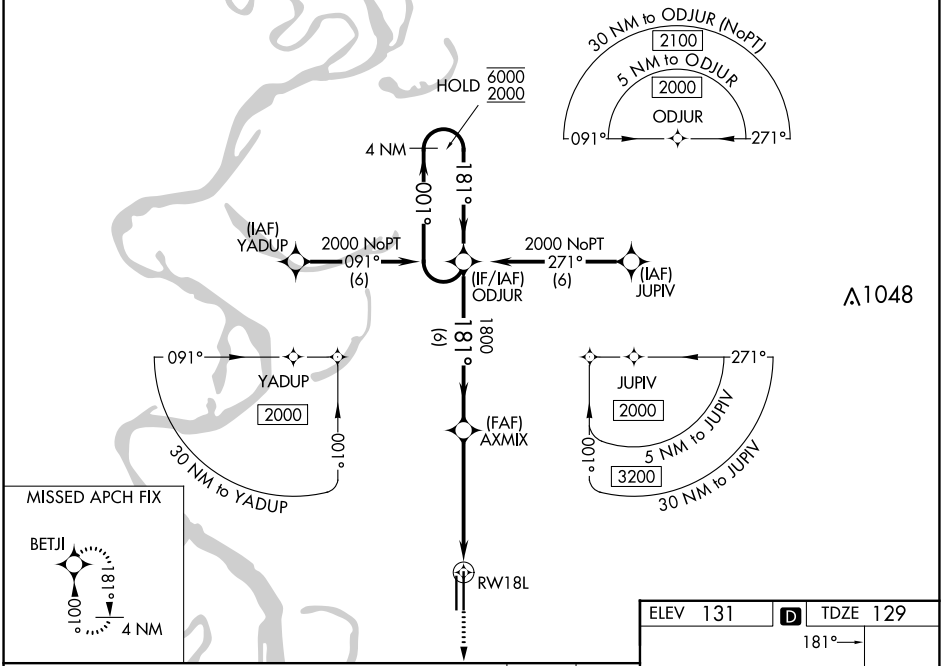 30 NM to ODJUR (NoPT)
2100
5 NM to ODJUR
2000
ODJUR
091°
271°
HOLD 6000
2000
4 NM
001°
181°
(IAF)
YADUP
2000 NoPT
091°
(6)
2000 NoPT
271°
(6)
(IF/IAF)
ODJUR
(IAF)
JUPIV
1048
1800
181°
(6)
091°
YADUP
2000
001°
30 NM to YADUP
271°
JUPIV
2000
001°
5 NM to JUPIV
3200
30 NM to JUPIV
(FAF)
AXMIX
MISSED APCH FIX
BETJI
181°
001°
4 NM
RW18L
ELEV 131 D TDZE 129
181°